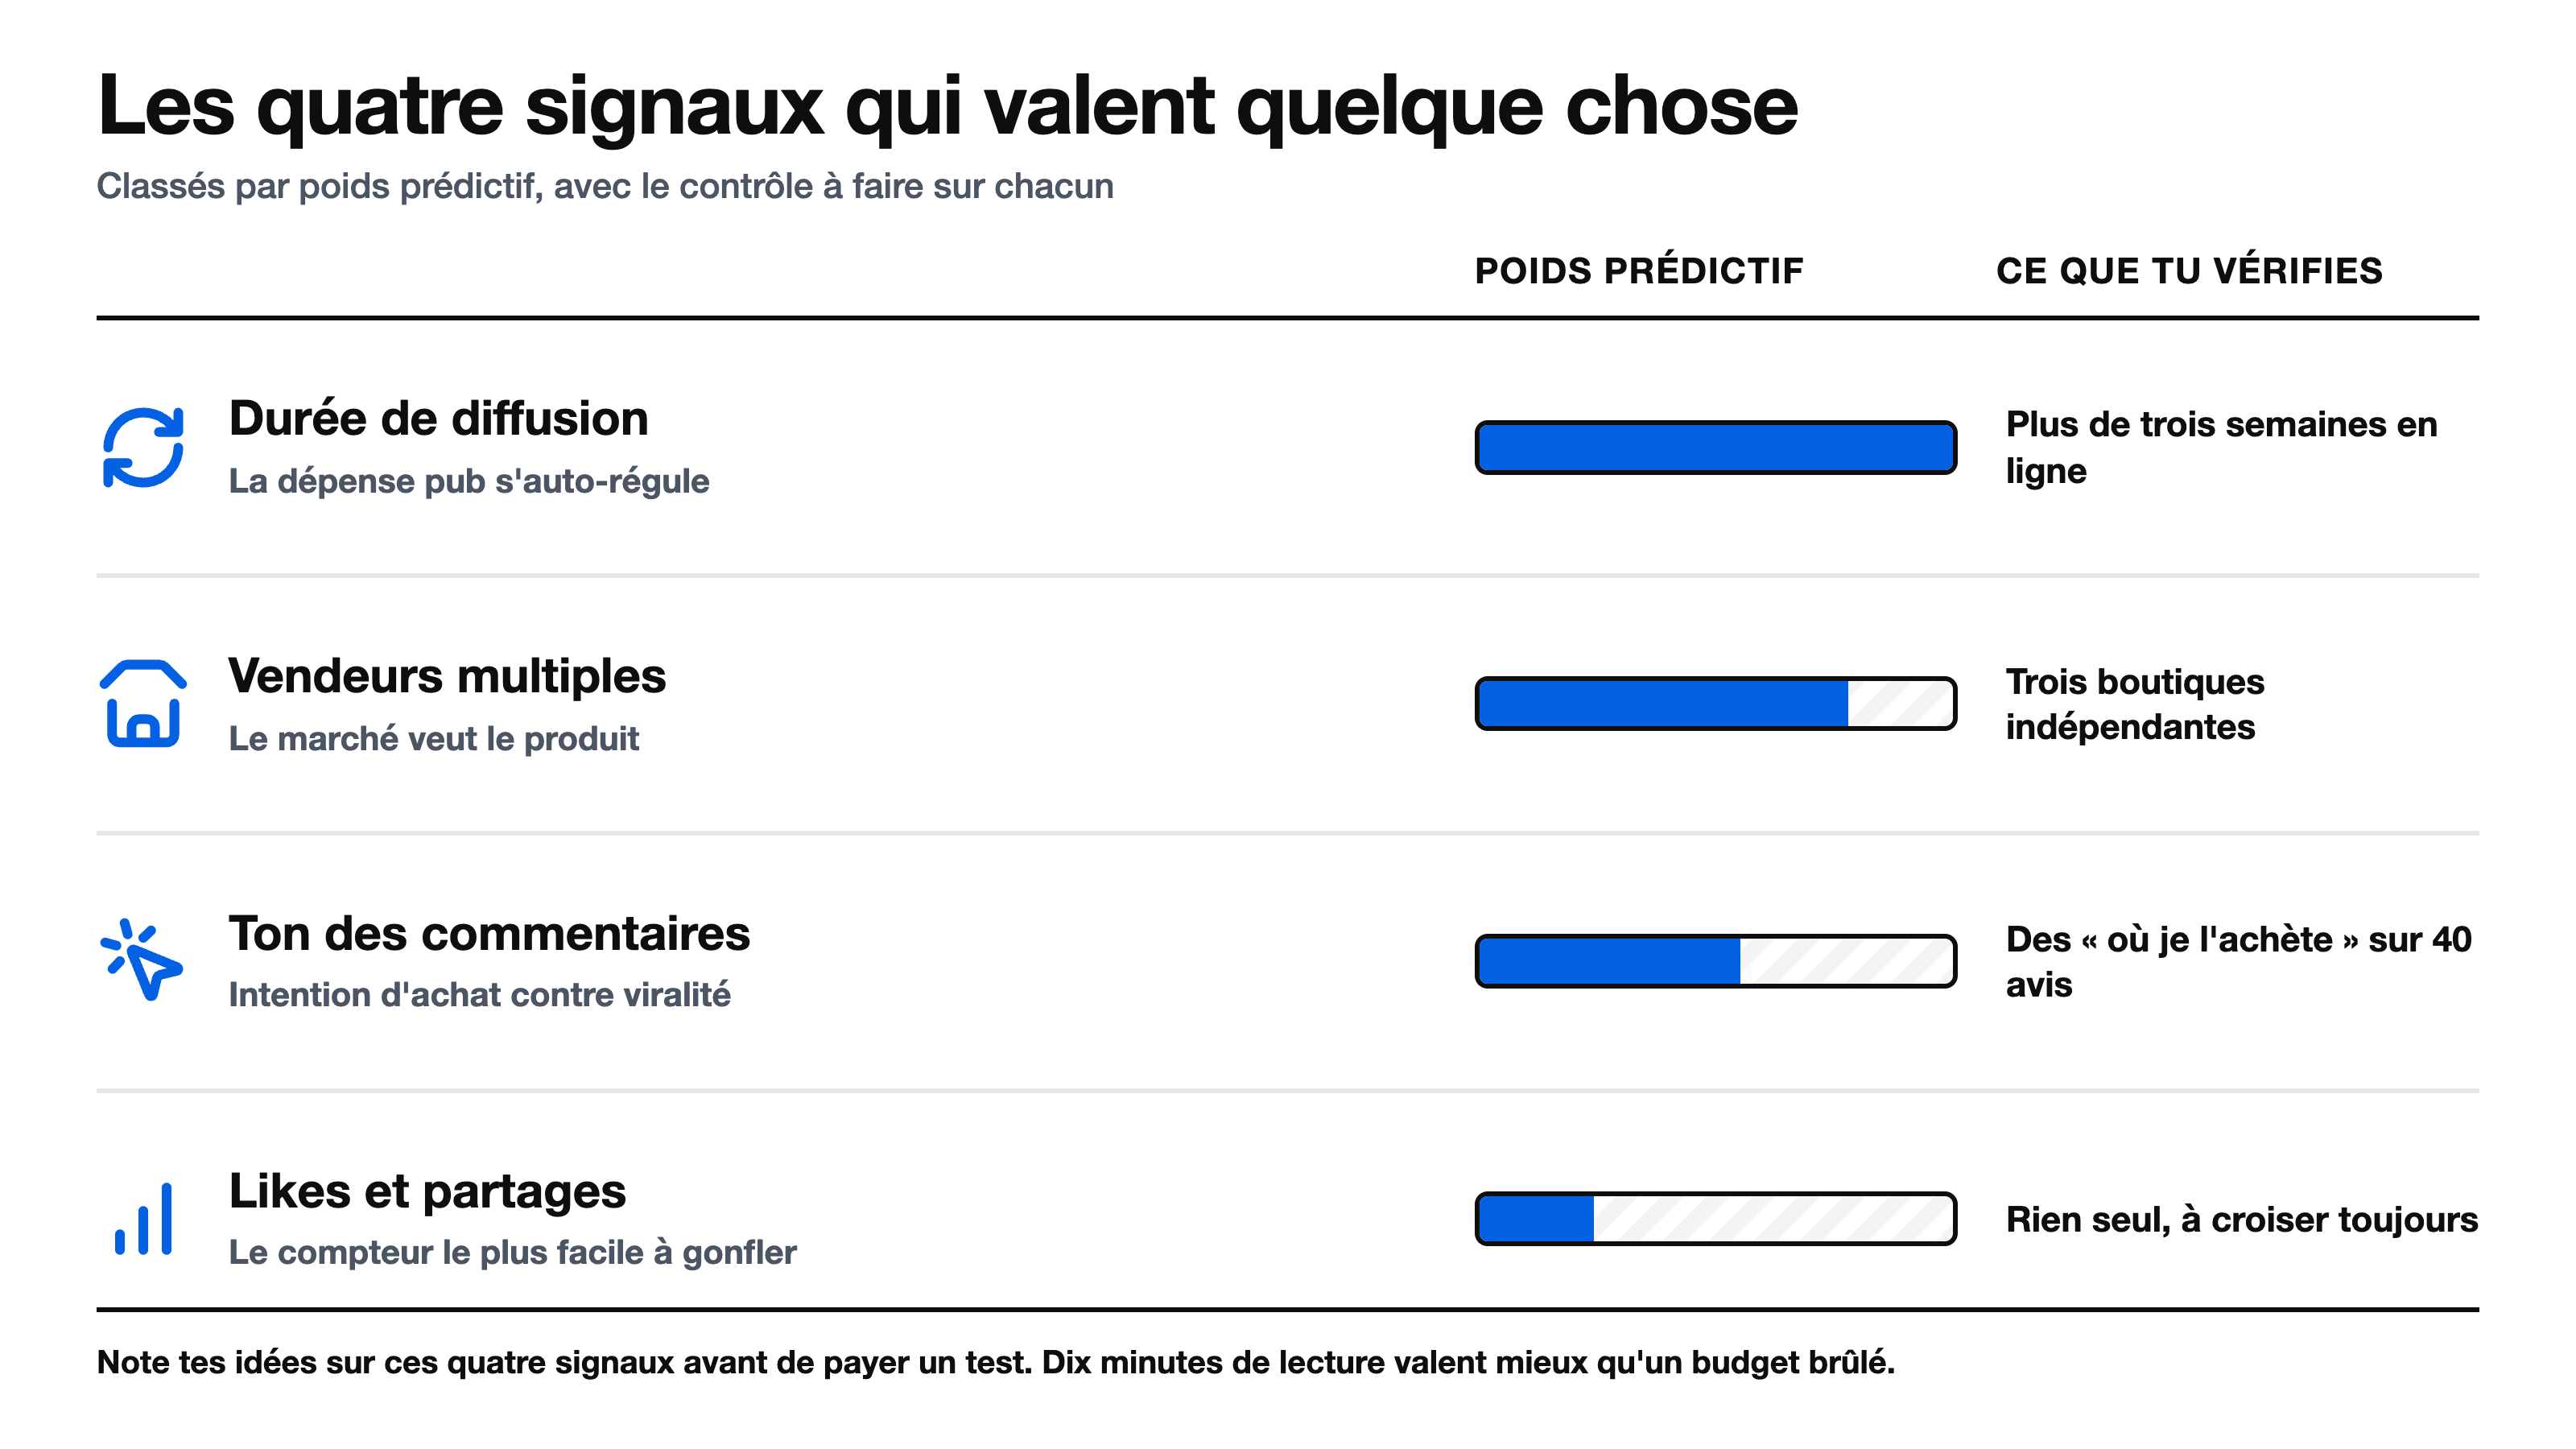 Les quatre signaux qui valent quelque chose
Classés par poids prédictif, avec le contrôle à faire sur chacun
POIDS PRÉDICTIF
CE QUE TU VÉRIFIES
Durée de diffusion
La dépense pub s'auto-régule
Plus de trois semaines en
ligne
Vendeurs multiples
Le marché veut le produit
Trois boutiques
indépendantes
Ton des commentaires
Intention d'achat contre viralité
Des « où je l'achète » sur 40
avis
Likes et partages
Le compteur le plus facile à gonfler
Rien seul, à croiser toujours
Note tes idées sur ces quatre signaux avant de payer un test. Dix minutes de lecture valent mieux qu'un budget brûlé.